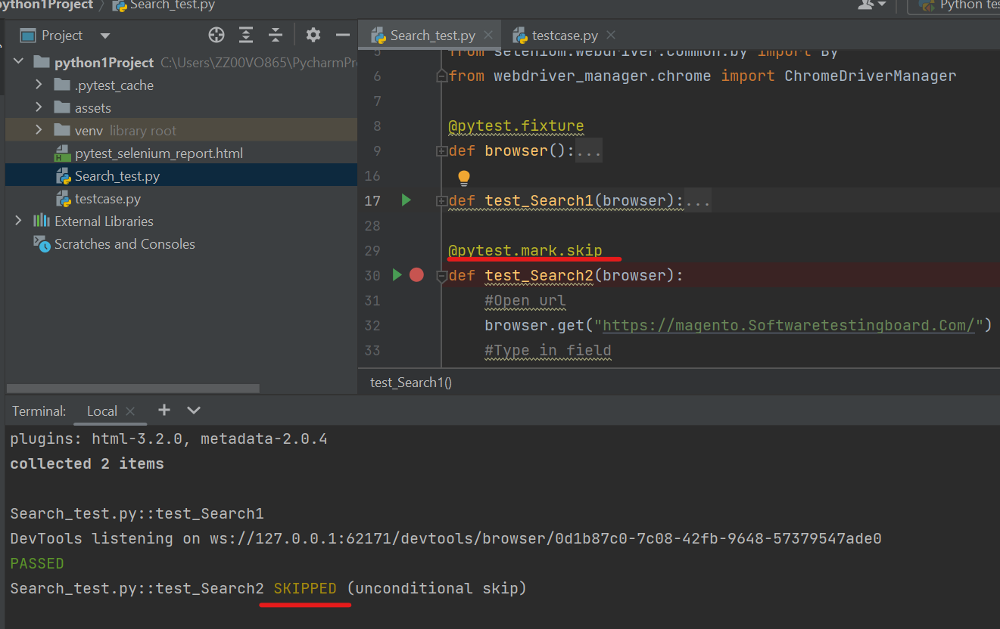 ython1Project
Search_test.py
Python tes
Project
python1Project C:\Users\ZZ00VO865\PycharmPr
.pytest_cache
assets
venv library root
pytest_selenium_report.html
Search_test.py
testcase.py
External Libraries
Scratches and Consoles
Search_test.py
testcase.py
5 from selenium.webdriver.common.by import By
6 from webdriver_manager.chrome import ChromeDriverManager
7
8 @pytest.fixture
9 def browser():...
16
17 def test_Search1(browser):...
28
29 @pytest.mark.skip
30 def test_Search2(browser):
31 #Open url
32 browser.get("https://magento.Softwaretestingboard.Com/")
33 #Type in field
test_Search1()
Terminal: Local
plugins: html-3.2.0, metadata-2.0.4
collected 2 items
Search_test.py::test_Search1
DevTools listening on ws://127.0.0.1:62171/devtools/browser/0d1b87c0-7c08-42fb-9648-57379547ade0
PASSED
Search_test.py::test_Search2 SKIPPED (unconditional skip)